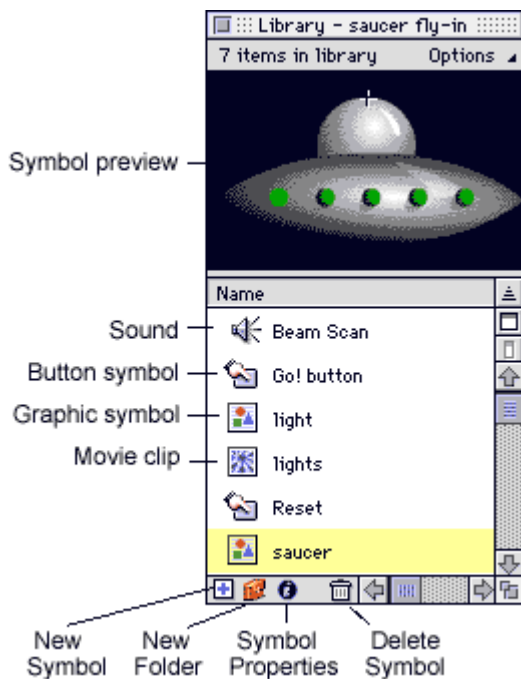 Library - saucer fly-in
7 items in library Options
Symbol preview
Name
Sound Beam Scan
Button symbol Go! button
Graphic symbol light
Movie clip lights
Reset
saucer
New Symbol
New Folder
Symbol Properties
Delete Symbol